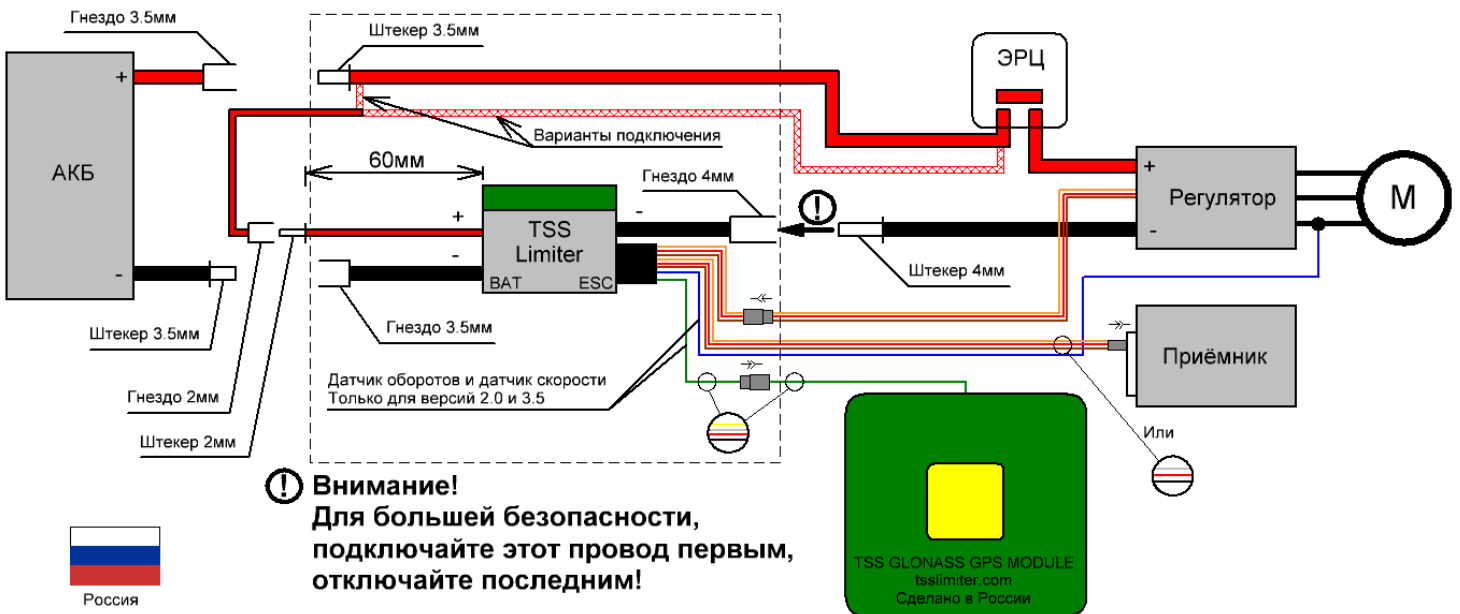 Гнездо 3.5мм
Штекер 3.5мм
ЭРЦ
+
АКБ
Варианты подключения
60мм
Гнездо 4мм
+
Регулятор
-
М
+
-
TSS
Limiter
-
BAT
ESC
-
Штекер 4мм
Гнездо 3.5мм
Штекер 3.5мм
Приёмник
Датчик оборотов и датчик скорости
Только для версий 2.0 и 3.5
Гнездо 2мм
Штекер 2мм
Или
! Внимание!
Для большей безопасности,
подключайте этот провод первым,
отключайте последним!
!
TSS GLONASS GPS MODULE
tsslimiter.com
Сделано в России
Россия